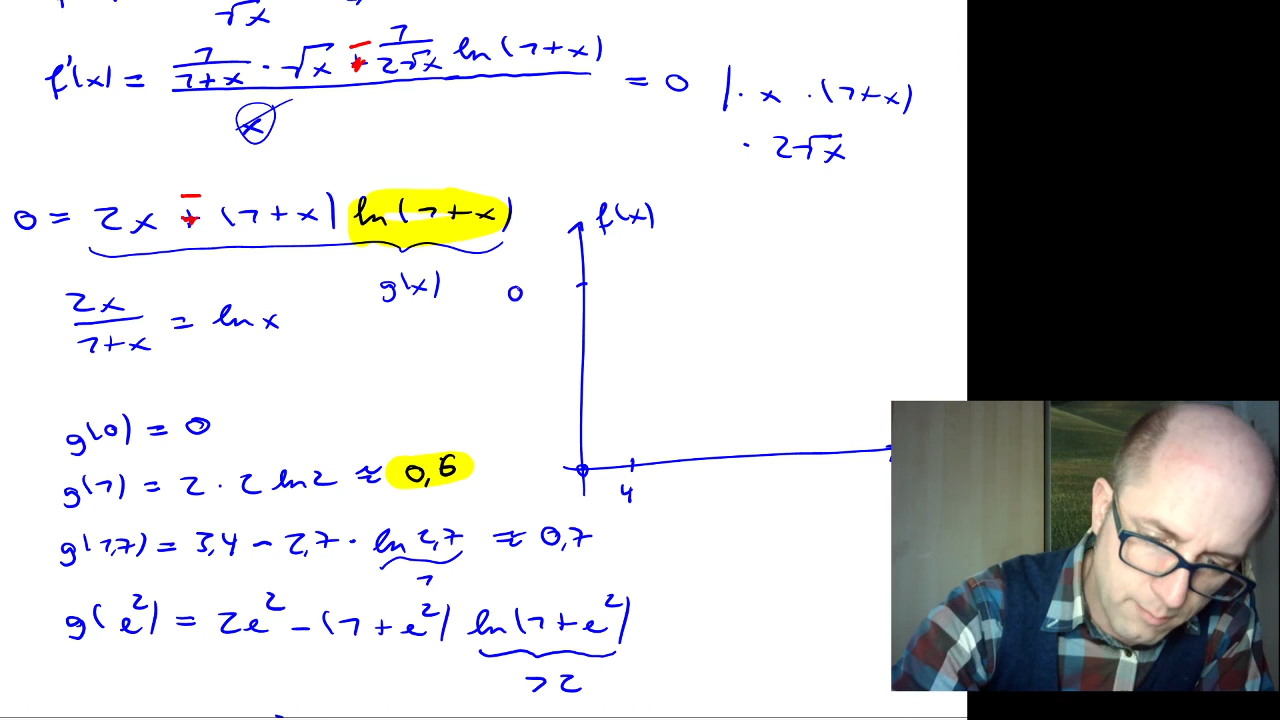 √x
f'(x) = (1/(1+x) · √x - 1/(2√x) ln(1+x)) / x = 0 | · x · (1+x)
· 2√x
0 = 2x - (1+x) ln(1+x)
f(x)
g(x)
0
2x/(1+x) = ln x
g(0) = 0
g(1) = 2 · 2 ln 2 ≈ 0,6
4
g(1,7) = 3,4 - 2,7 · ln 2,7 ≈ 0,7
1
g(e²) = 2e² - (1+e²) ln(1+e²)
> 2